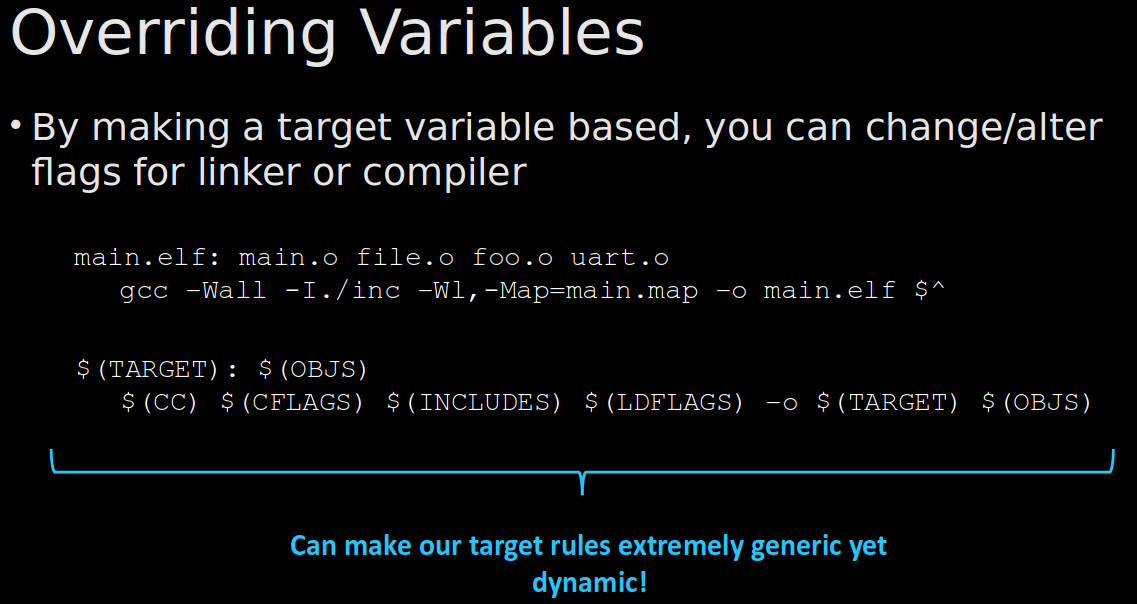 Overriding Variables
• By making a target variable based, you can change/alter
flags for linker or compiler
main.elf: main.o file.o foo.o uart.o
gcc –Wall -I./inc –Wl,-Map=main.map –o main.elf $^
$(TARGET): $(OBJS)
$(CC) $(CFLAGS) $(INCLUDES) $(LDFLAGS) –o $(TARGET) $(OBJS)
Can make our target rules extremely generic yet
dynamic!